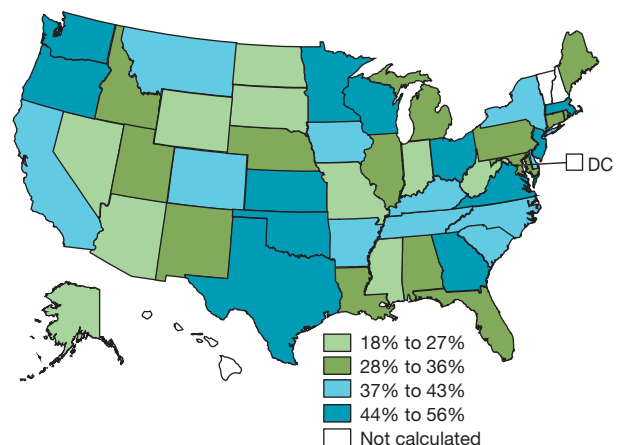 DC
18% to 27%
28% to 36%
37% to 43%
44% to 56%
Not calculated